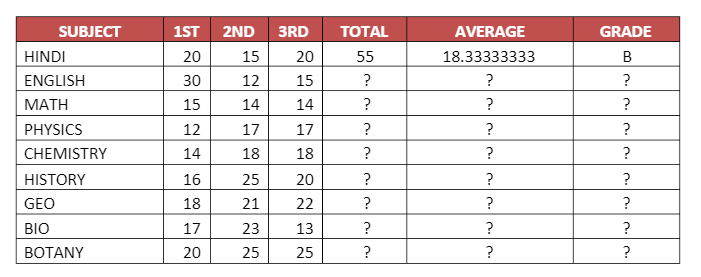 SUBJECT 1ST 2ND 3RD TOTAL AVERAGE GRADE
HINDI 20 15 20 55 18.33333333 B
ENGLISH 30 12 15 ? ? ?
MATH 15 14 14 ? ? ?
PHYSICS 12 17 17 ? ? ?
CHEMISTRY 14 18 18 ? ? ?
HISTORY 16 25 20 ? ? ?
GEO 18 21 22 ? ? ?
BIO 17 23 13 ? ? ?
BOTANY 20 25 25 ? ? ?